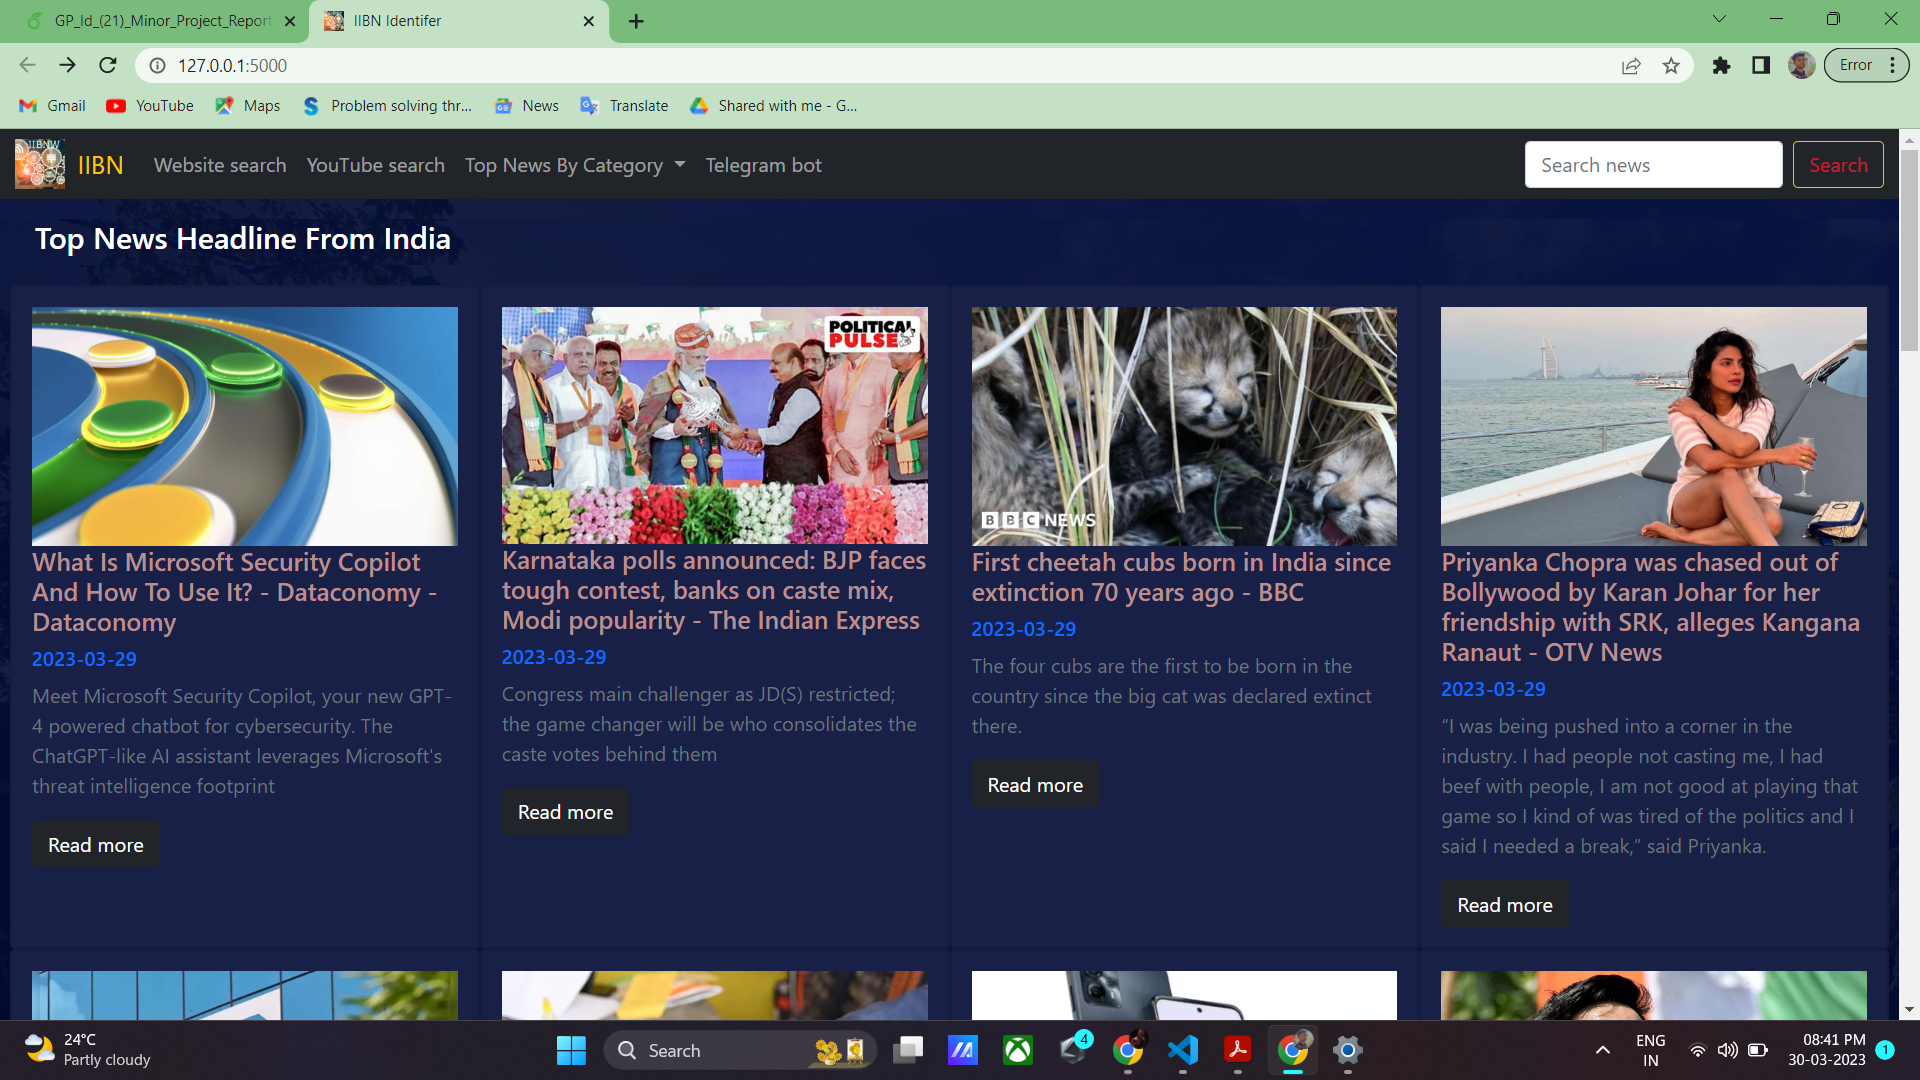 GP_Id_(21)_Minor_Project_Report
IIBN Identifer
127.0.0.1:5000
Error
Gmail
YouTube
Maps
Problem solving thr...
News
Translate
Shared with me - G...
IIBNW
IIBN
Website search
YouTube search
Top News By Category
Telegram bot
Search news
Search
Top News Headline From India
POLITICAL
PULSE
BBC NEWS
What Is Microsoft Security Copilot
And How To Use It? - Dataconomy -
Dataconomy
2023-03-29
Meet Microsoft Security Copilot, your new GPT-
4 powered chatbot for cybersecurity. The
ChatGPT-like AI assistant leverages Microsoft's
threat intelligence footprint
Read more
Karnataka polls announced: BJP faces
tough contest, banks on caste mix,
Modi popularity - The Indian Express
2023-03-29
Congress main challenger as JD(S) restricted;
the game changer will be who consolidates the
caste votes behind them
Read more
First cheetah cubs born in India since
extinction 70 years ago - BBC
2023-03-29
The four cubs are the first to be born in the
country since the big cat was declared extinct
there.
Read more
Priyanka Chopra was chased out of
Bollywood by Karan Johar for her
friendship with SRK, alleges Kangana
Ranaut - OTV News
2023-03-29
“I was being pushed into a corner in the
industry. I had people not casting me, I had
beef with people, I am not good at playing that
game so I kind of was tired of the politics and I
said I needed a break,” said Priyanka.
Read more
24°C
Partly cloudy
Search
4
ENG
IN
08:41 PM
30-03-2023
1